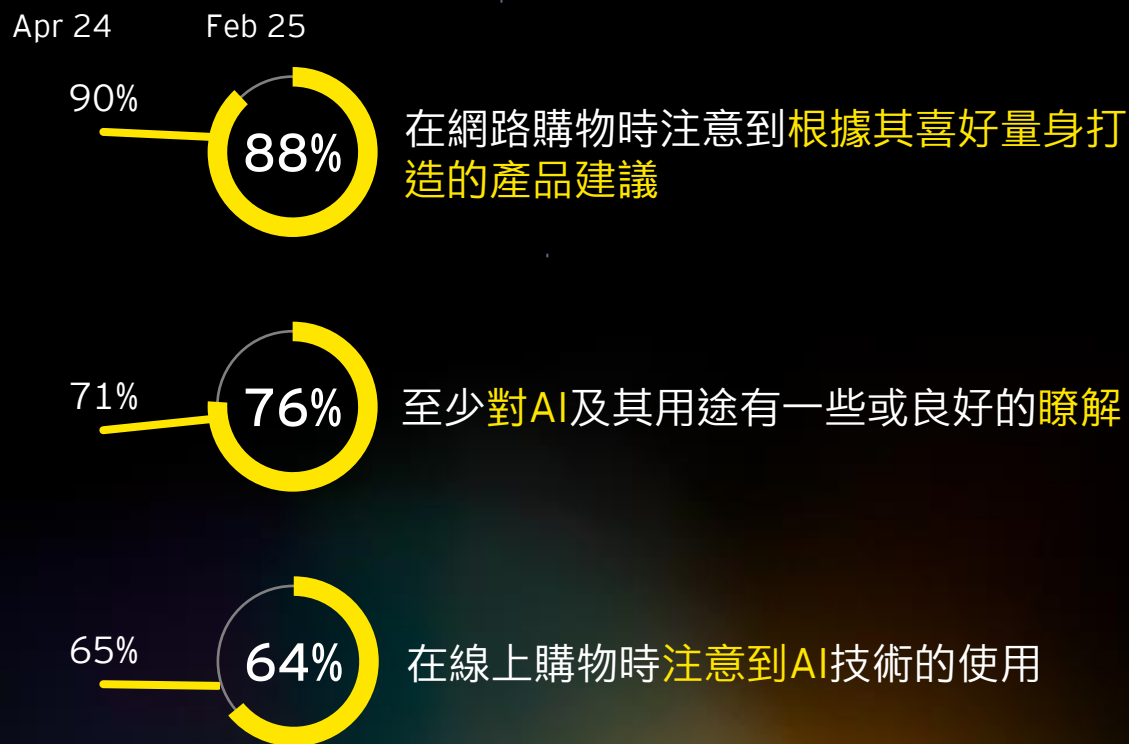 Apr 24 Feb 25
90%
88%
在網路購物時注意到根據其喜好量身打
造的產品建議
71%
76%
至少對AI及其用途有一些或良好的瞭解
65%
64%
在線上購物時注意到AI技術的使用